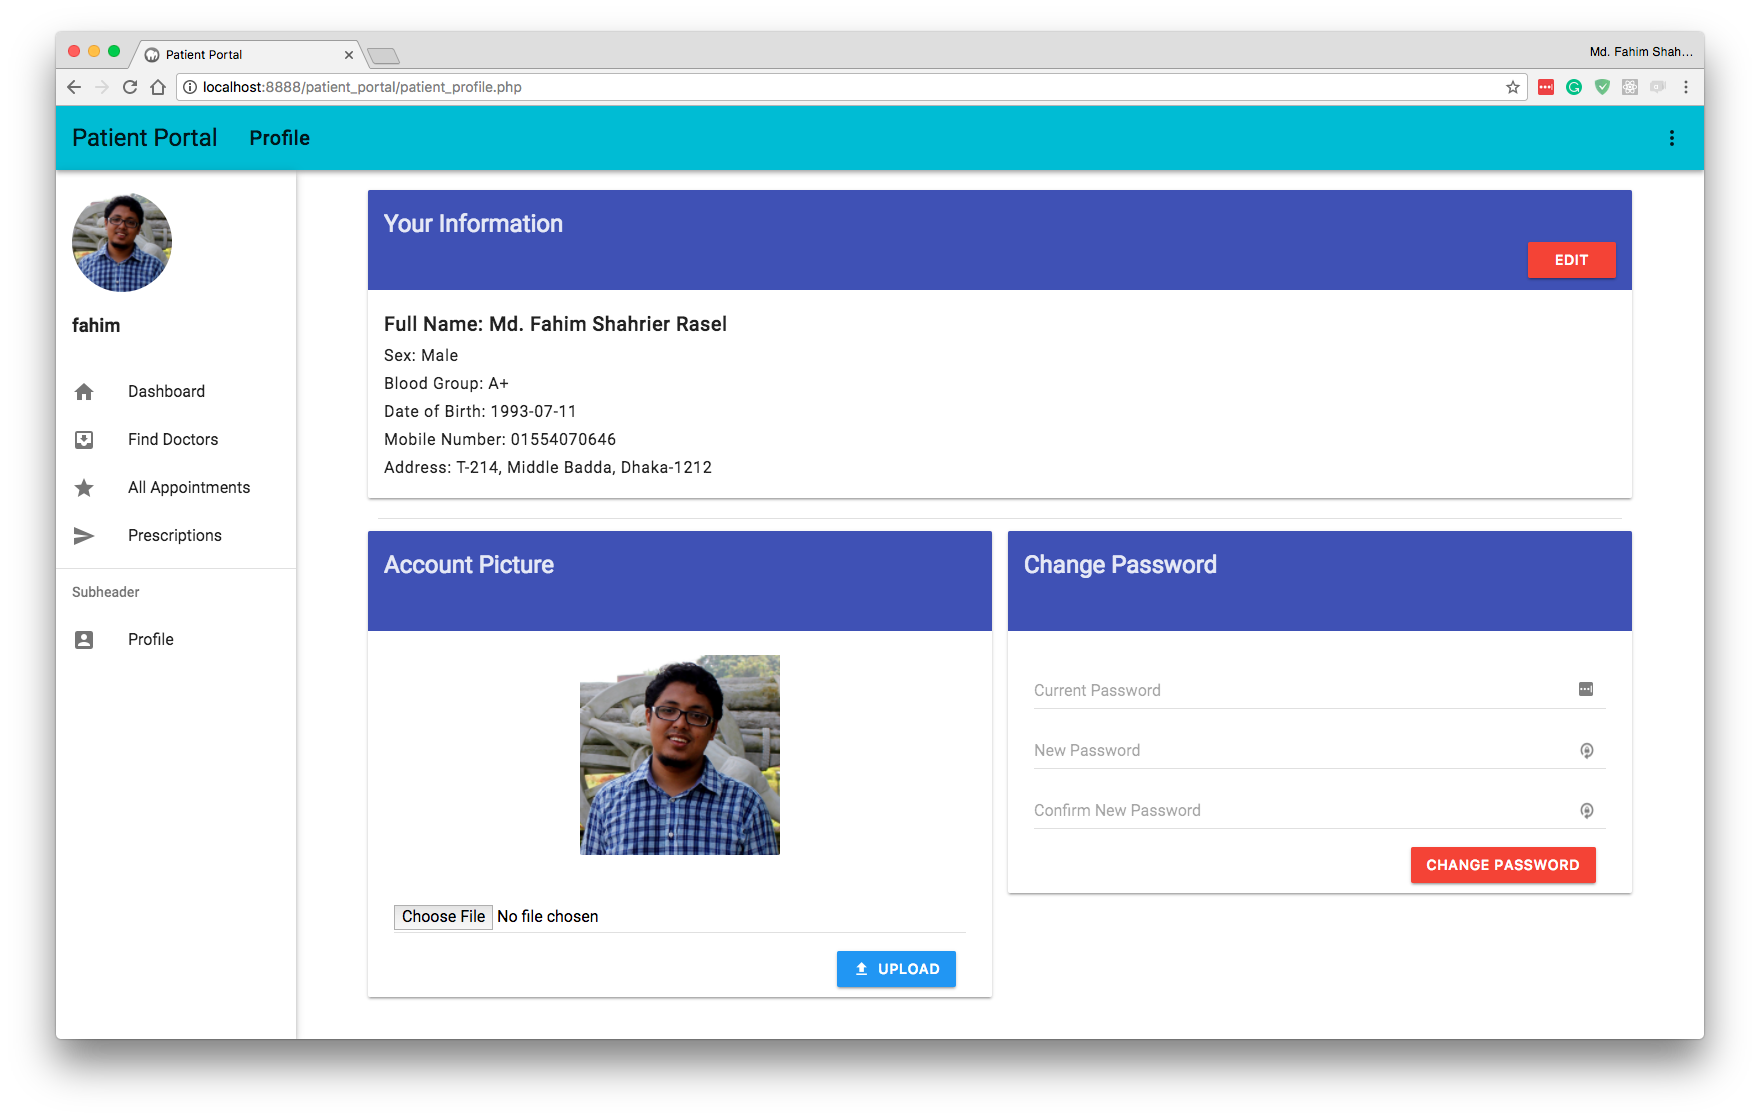 Patient Portal
Md. Fahim Shah...
localhost:8888/patient_portal/patient_profile.php
Patient Portal
Profile
fahim
Dashboard
Find Doctors
All Appointments
Prescriptions
Subheader
Profile
Your Information
EDIT
Full Name: Md. Fahim Shahrier Rasel
Sex: Male
Blood Group: A+
Date of Birth: 1993-07-11
Mobile Number: 01554070646
Address: T-214, Middle Badda, Dhaka-1212
Account Picture
Choose File No file chosen
UPLOAD
Change Password
Current Password
New Password
Confirm New Password
CHANGE PASSWORD